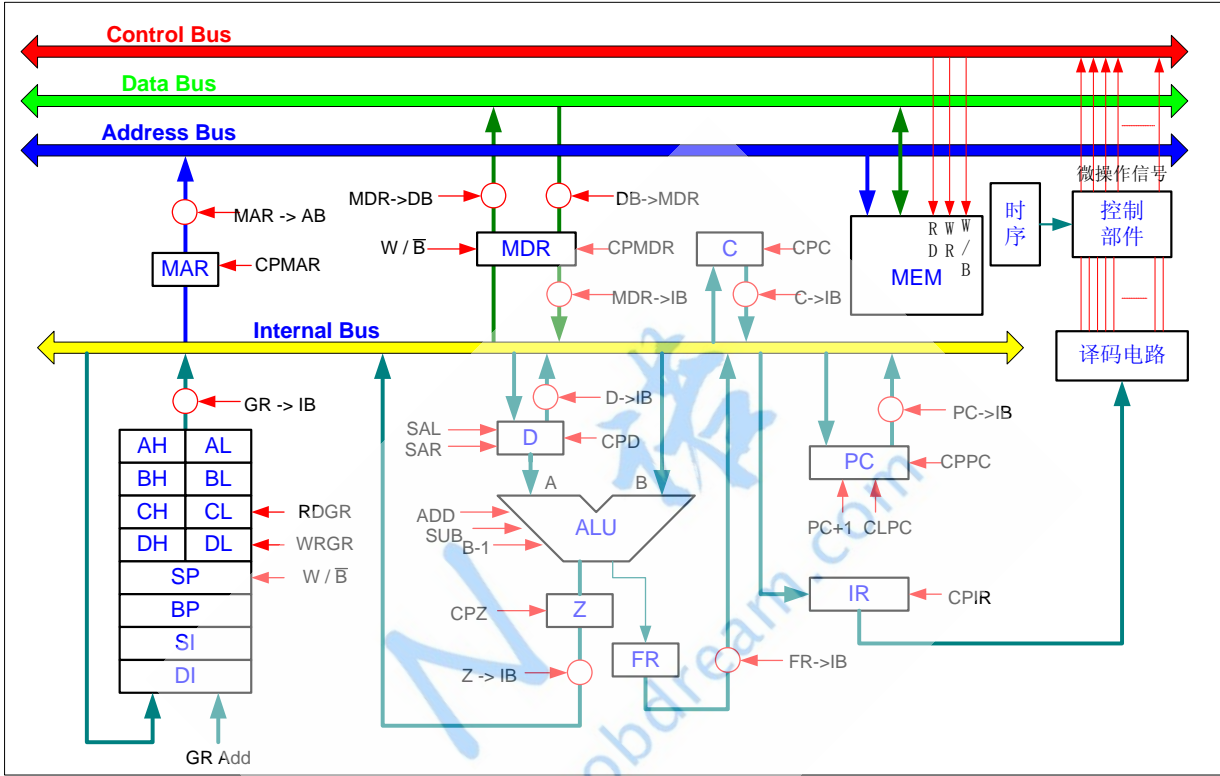 Control Bus
Data Bus
Address Bus
微操作信号
MAR -> AB
MDR->DB
DB->MDR
时序
控制部件
W / B
MDR
CPMDR
C
CPC
RD
WR
W/B
MEM
MAR
CPMAR
MDR->IB
C->IB
Internal Bus
译码电路
GR -> IB
D->IB
PC->IB
SAL
SAR
D
CPD
PC
CPPC
AH AL
BH BL
CH CL
DH DL
SP
BP
SI
DI
RDGR
WRGR
W / B
A
B
ADD
SUB
B-1
ALU
PC+1 CLPC
CPZ
Z
IR
CPIR
FR
Z -> IB
FR->IB
GR Add
obdream.com